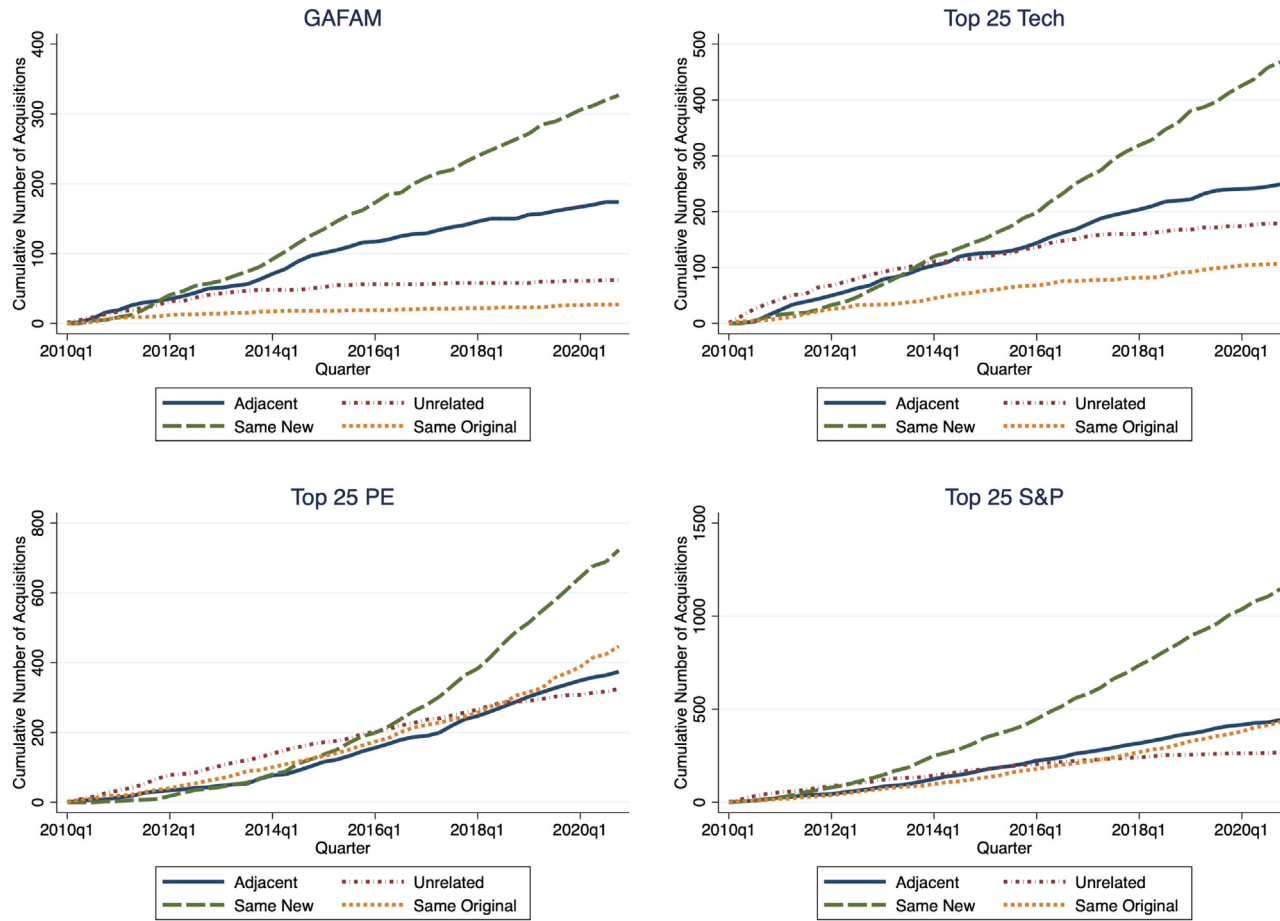 GAFAM
Cumulative Number of Acquisitions
400
300
200
100
0
2010q1 2012q1 2014q1 2016q1 2018q1 2020q1
Quarter
Adjacent Unrelated
Same New Same Original
Top 25 Tech
Cumulative Number of Acquisitions
500
400
300
200
100
0
2010q1 2012q1 2014q1 2016q1 2018q1 2020q1
Quarter
Adjacent Unrelated
Same New Same Original
Top 25 PE
Cumulative Number of Acquisitions
800
600
400
200
0
2010q1 2012q1 2014q1 2016q1 2018q1 2020q1
Quarter
Adjacent Unrelated
Same New Same Original
Top 25 S&P
Cumulative Number of Acquisitions
1500
1000
500
0
2010q1 2012q1 2014q1 2016q1 2018q1 2020q1
Quarter
Adjacent Unrelated
Same New Same Original